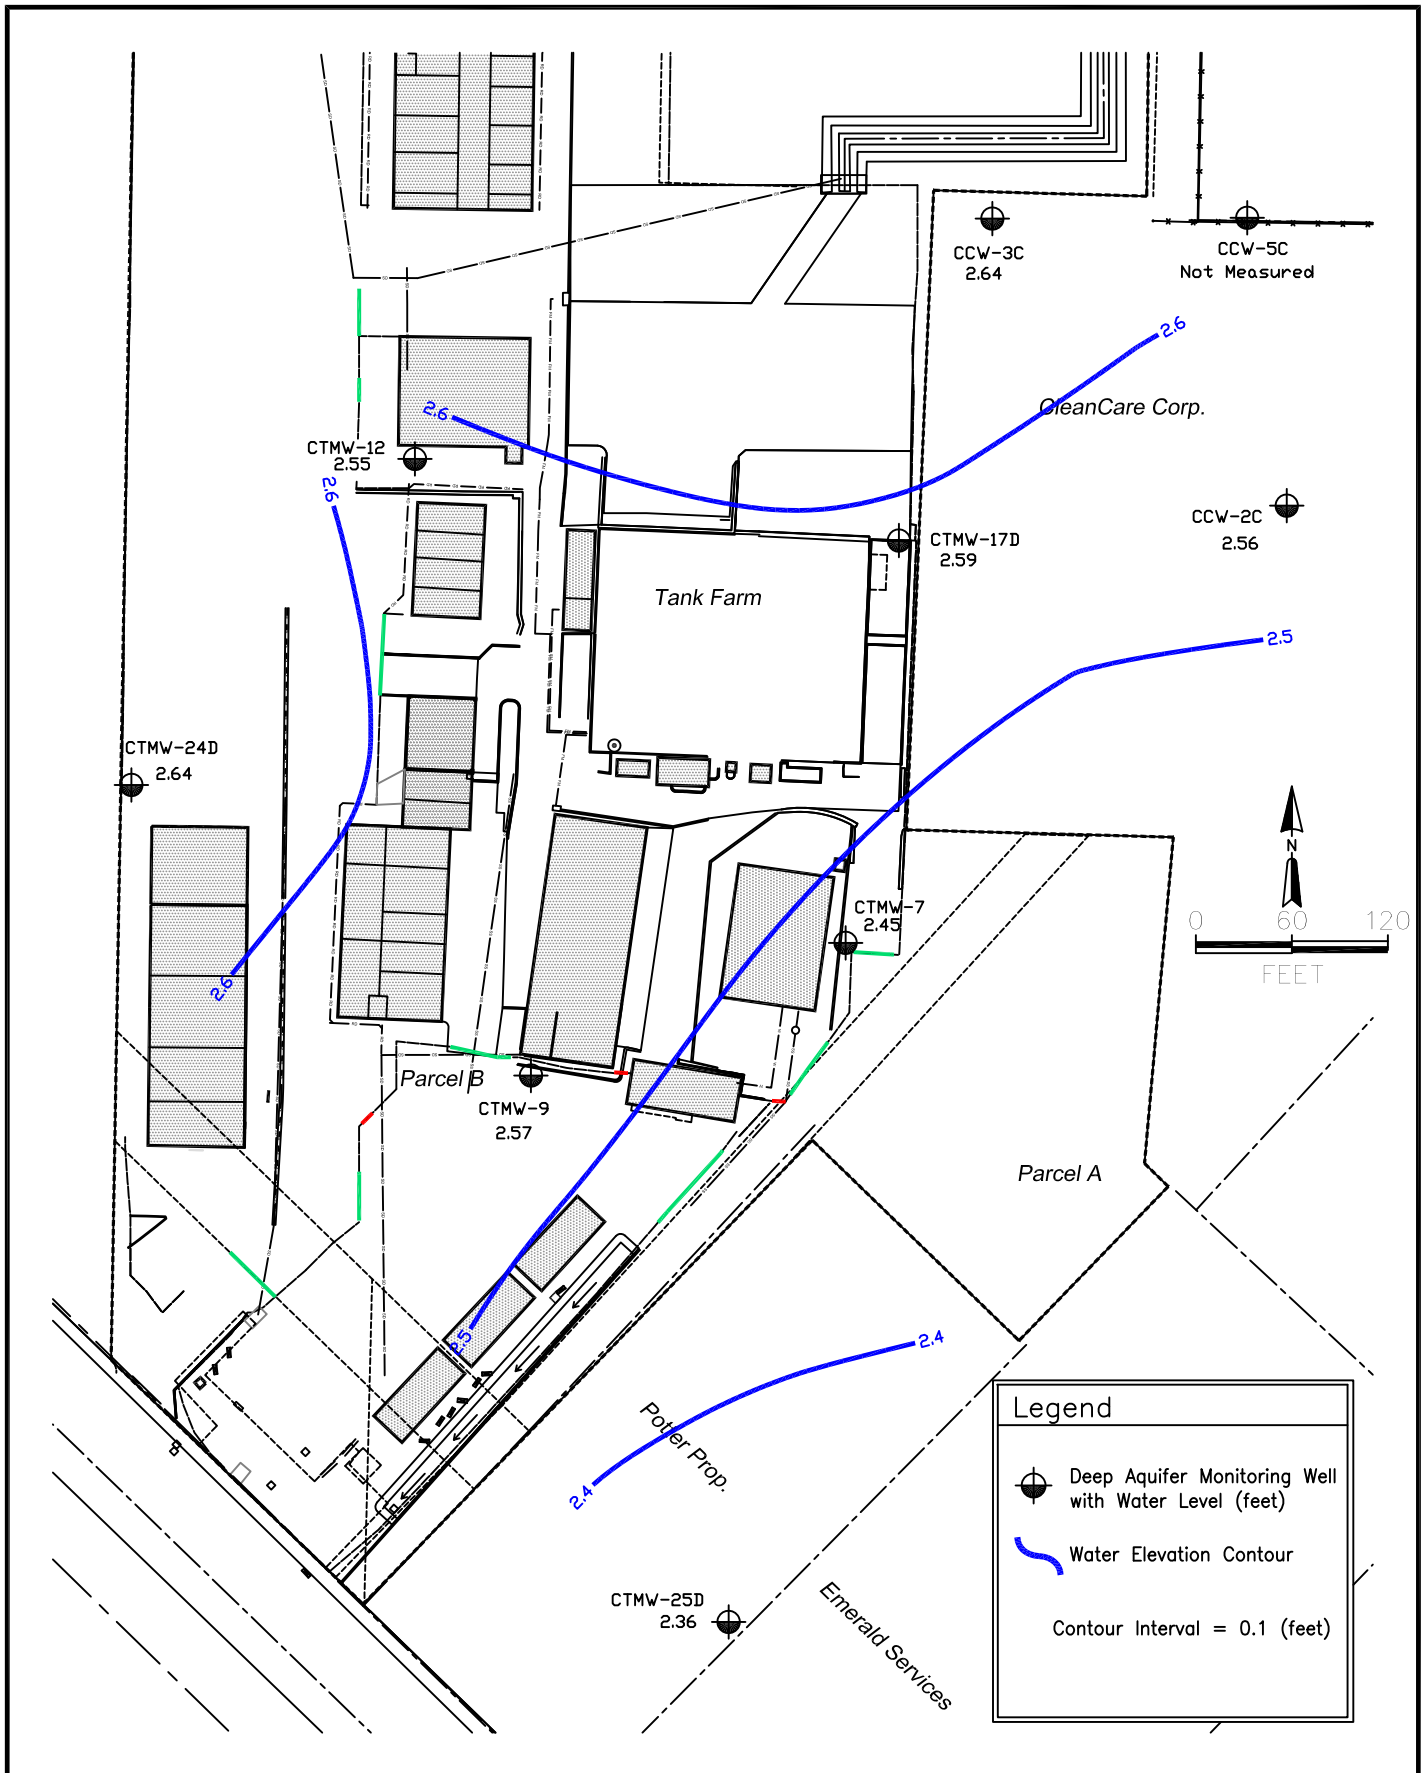 CCW-3C
2.64
CCW-5C
Not Measured
2.6
CleanCare Corp.
2.6
CTMW-12
2.55
2.6
CCW-2C
2.56
CTMW-17D
2.59
Tank Farm
2.5
CTMW-24D
2.64
N
CTMW-7
2.45
0 60 120
FEET
2.6
Parcel B
CTMW-9
2.57
Parcel A
2.5
2.4
Potter Prop.
2.4
CTMW-25D
2.36
Emerald Services
Legend
Deep Aquifer Monitoring Well
with Water Level (feet)
Water Elevation Contour
Contour Interval = 0.1 (feet)